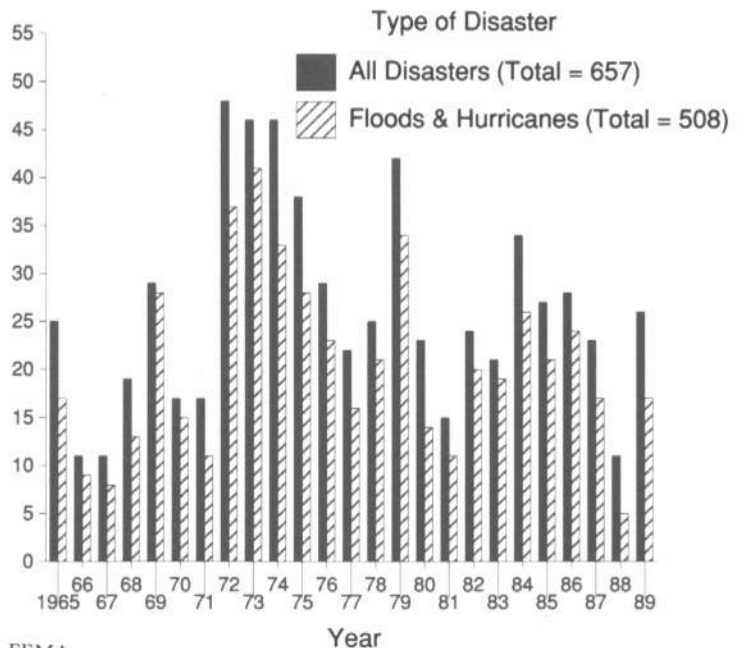 Type of Disaster
All Disasters (Total = 657)
Floods & Hurricanes (Total = 508)
55
50
45
40
35
30
25
20
15
10
5
0
66 68 70 72 74 76 78 80 82 84 86 88
1965 67 69 71 73 75 77 79 81 83 85 87 89
Year
FEMA